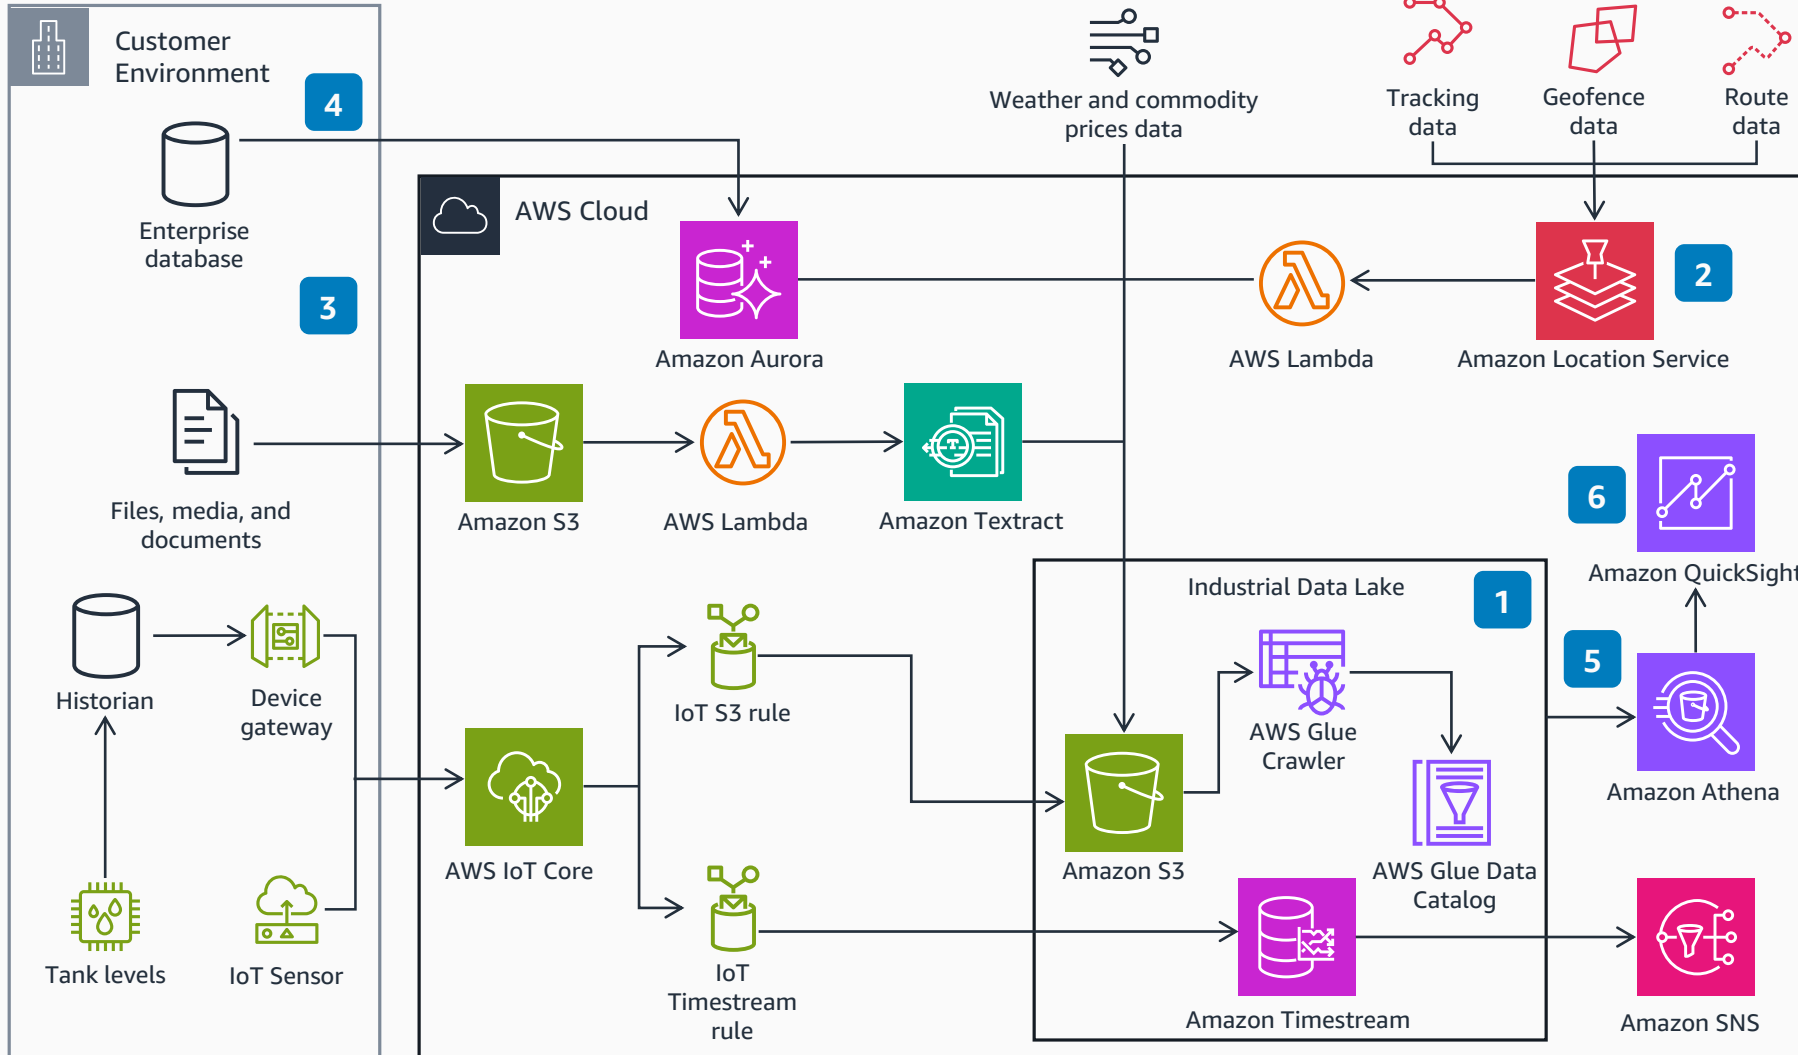 Customer
Environment
4
Enterprise
database
3
Files, media, and
documents
Historian
Device
gateway
Tank levels
IoT Sensor
Weather and commodity
prices data
Tracking
data
Geofence
data
Route
data
AWS Cloud
Amazon Aurora
AWS Lambda
Amazon Location Service
2
Amazon S3
AWS Lambda
T
Amazon Textract
6
Amazon QuickSight
Industrial Data Lake
1
5
IoT S3 rule
AWS Glue
Crawler
Amazon Athena
AWS IoT Core
Amazon S3
AWS Glue Data
Catalog
IoT
Timestream
rule
Amazon Timestream
Amazon SNS